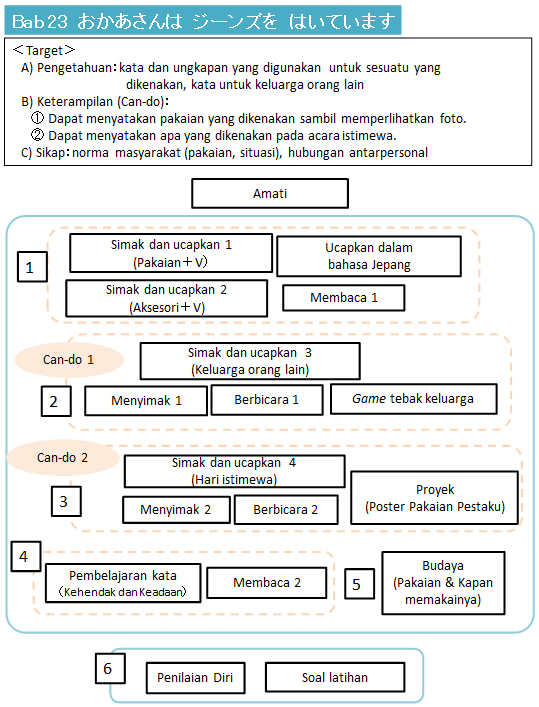 Bab23 おかあさんは ジーンズを はいています
＜Target＞
A) Pengetahuan：kata dan ungkapan yang digunakan untuk sesuatu yang
dikenakan, kata untuk keluarga orang lain
B) Keterampilan (Can-do)：
① Dapat menyatakan pakaian yang dikenakan sambil memperlihatkan foto.
② Dapat menyatakan apa yang dikenakan pada acara istimewa.
C) Sikap：norma masyarakat (pakaian, situasi), hubungan antarpersonal
Amati
1
Simak dan ucapkan 1
(Pakaian＋V)
Ucapkan dalam
bahasa Jepang
Simak dan ucapkan 2
(Aksesori＋V)
Membaca 1
Can-do 1
Simak dan ucapkan 3
(Keluarga orang lain)
2
Menyimak 1
Berbicara 1
Game tebak keluarga
Can-do 2
Simak dan ucapkan 4
(Hari istimewa)
3
Menyimak 2
Berbicara 2
Proyek
(Poster Pakaian Pestaku)
4
Pembelajaran kata
(Kehendak dan Keadaan)
Membaca 2
5
Budaya
(Pakaian & Kapan
memakainya)
6
Penilaian Diri
Soal latihan